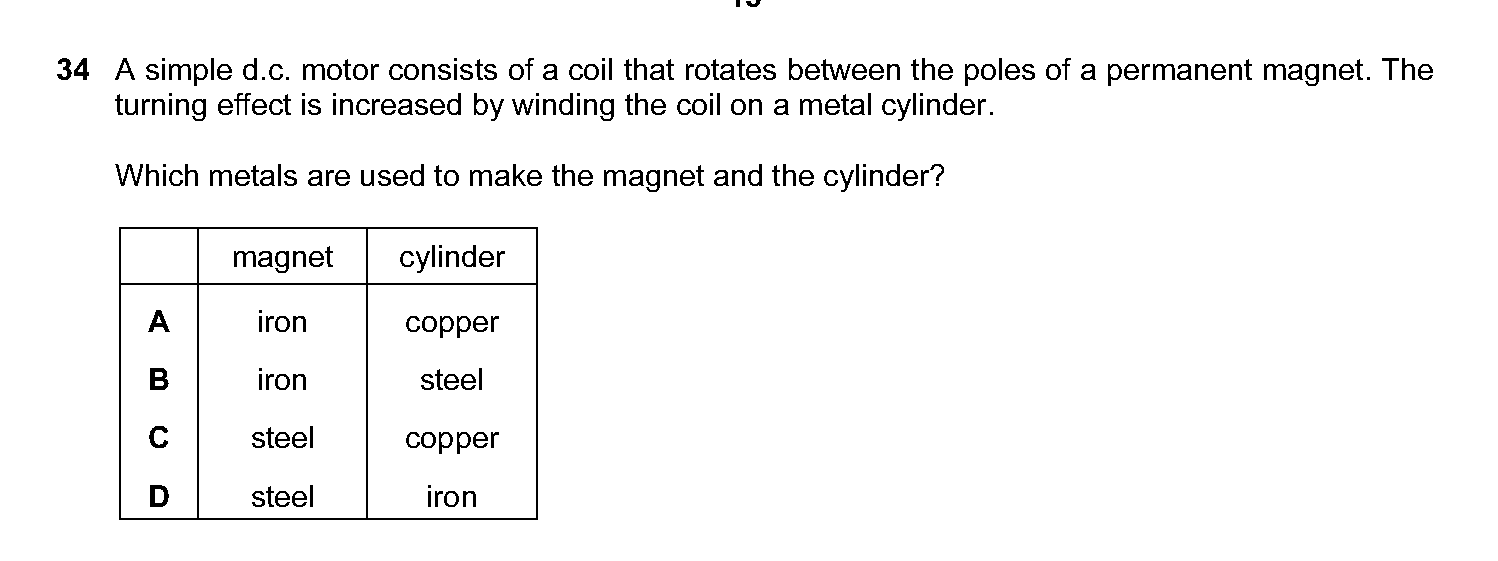 34 A simple d.c. motor consists of a coil that rotates between the poles of a permanent magnet. The
turning effect is increased by winding the coil on a metal cylinder.
Which metals are used to make the magnet and the cylinder?
magnet cylinder
A iron copper
B iron steel
C steel copper
D steel iron